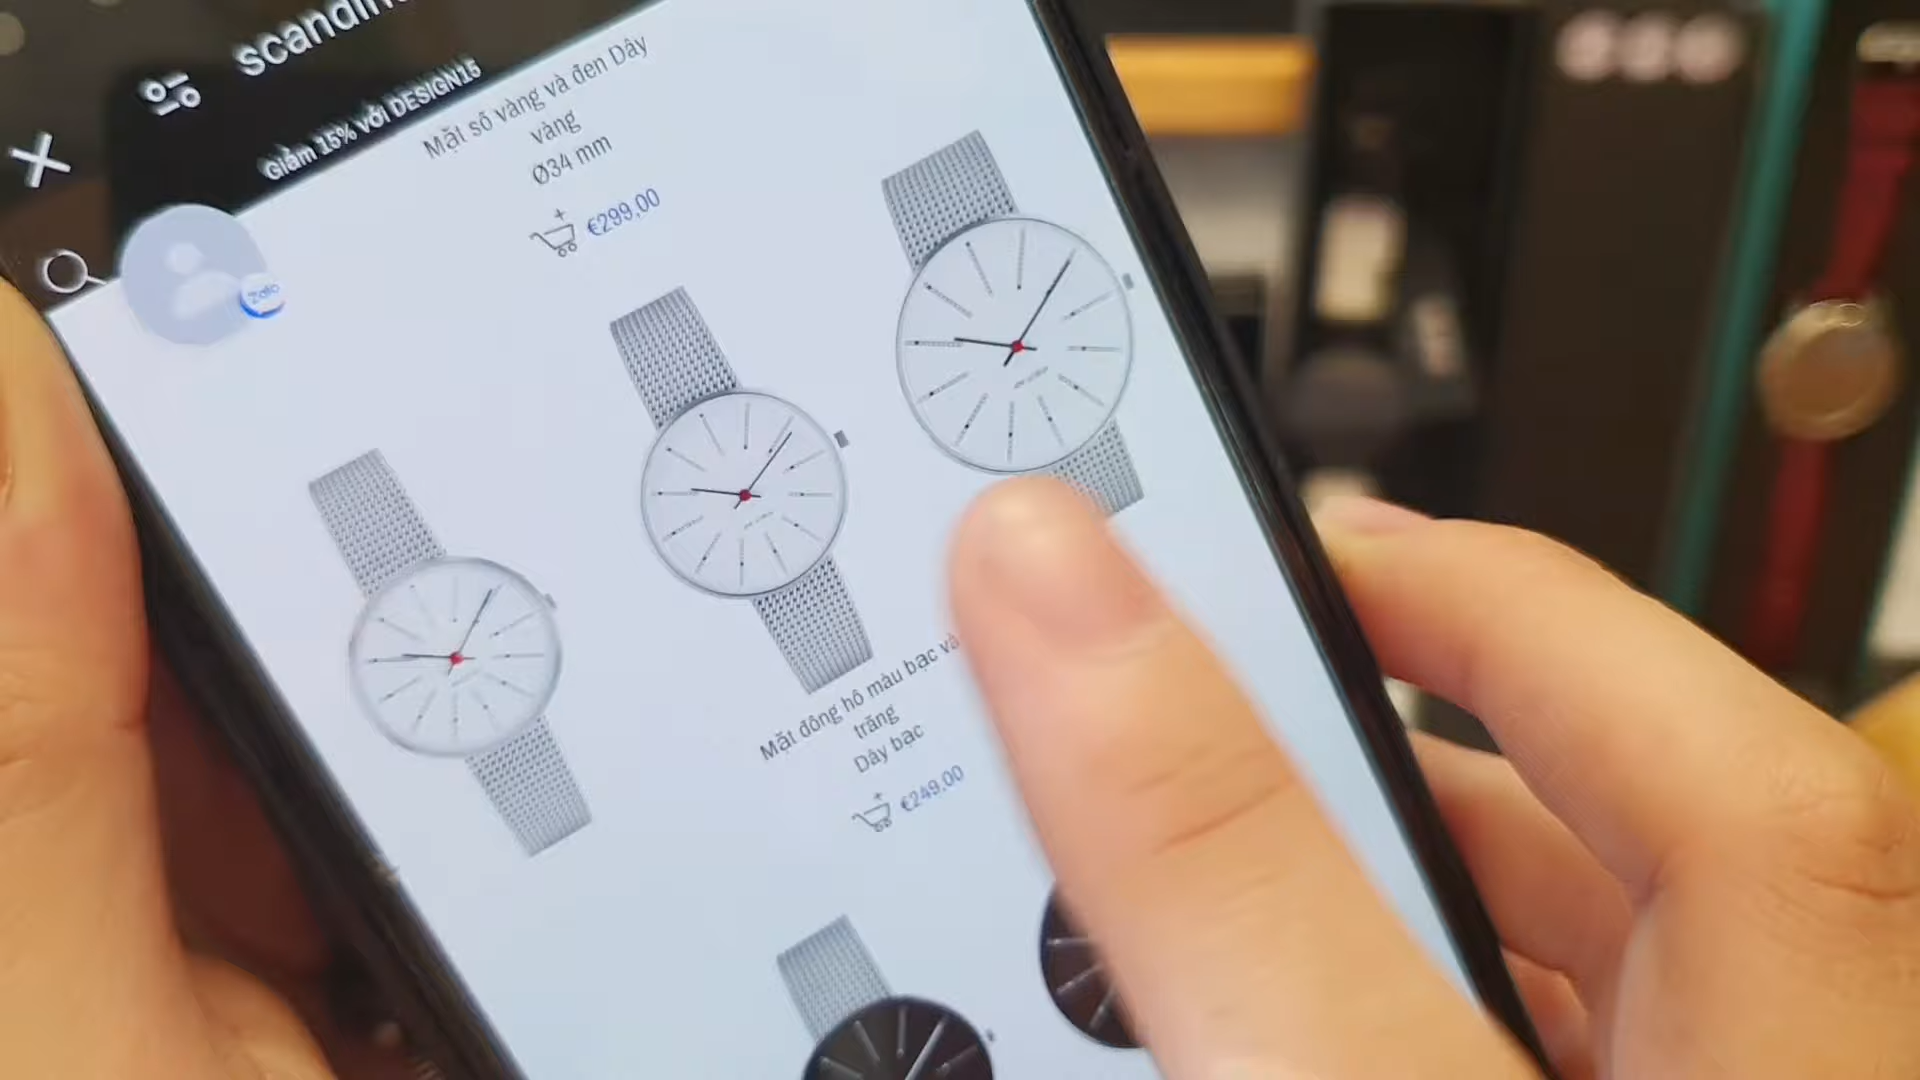 scandin
Giảm 15% với DESIGN15
Mặt số vàng và đen Dây
vàng
Ø34 mm
€299,00
Zalo
Mặt đồng hồ màu bạc và
trắng
Dây bạc
€249,00